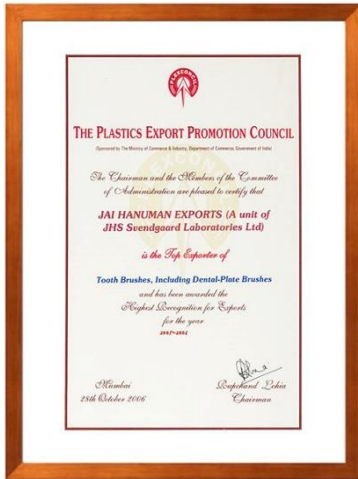 PLEXCONCIL
THE PLASTICS EXPORT PROMOTION COUNCIL
(Sponsored by The Ministry of Commerce & Industry, Department of Commerce, Government of India)
The Chairman and the Members of the Committee
of Administration are pleased to certify that
JAI HANUMAN EXPORTS (A unit of
JHS Svendgaard Laboratories Ltd)
is the Top Exporter of
Tooth Brushes, Including Dental-Plate Brushes
and has been awarded the
Highest Recognition for Exports
for the year
Mumbai
28th October 2006
Chairman